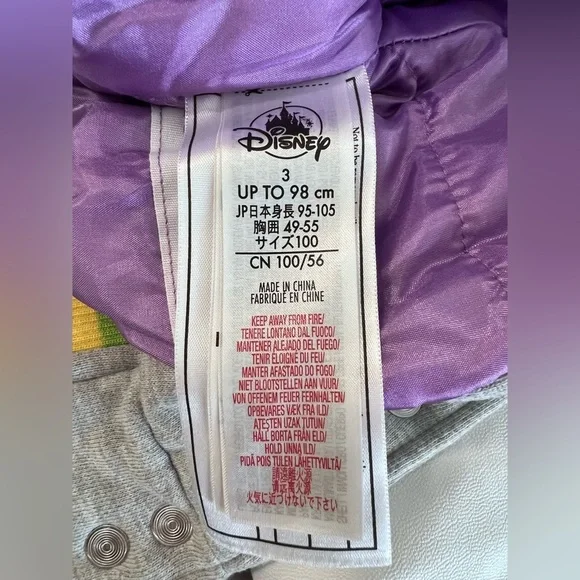 Disney
3
UP TO 98 cm
JP日本身長 95-105
胸囲 49-55
サイズ100
CN 100/56
MADE IN CHINA
FABRIQUÉ EN CHINE
KEEP AWAY FROM FIRE/
TENERE LONTANO DAL FUOCO/
MANTENER ALEJADO DEL FUEGO/
TENIR ÉLOIGNÉ DU FEU/
MANTER AFASTADO DO FOGO/
NIET BLOOTSTELLEN AAN VUUR/
VON OFFENEM FEUER FERNHALTEN/
OPBEVARES VÆK FRA ILD/
ATEŞTEN UZAK TUTUN/
HÅLL BORTA FRÅN ELD/
HOLD UNNA ILD/
PIDÄ POIS TULEN LÄHETTYVILTÄ/
請遠離火源
请远离火源
火気に近づけないで下さい
Not to be